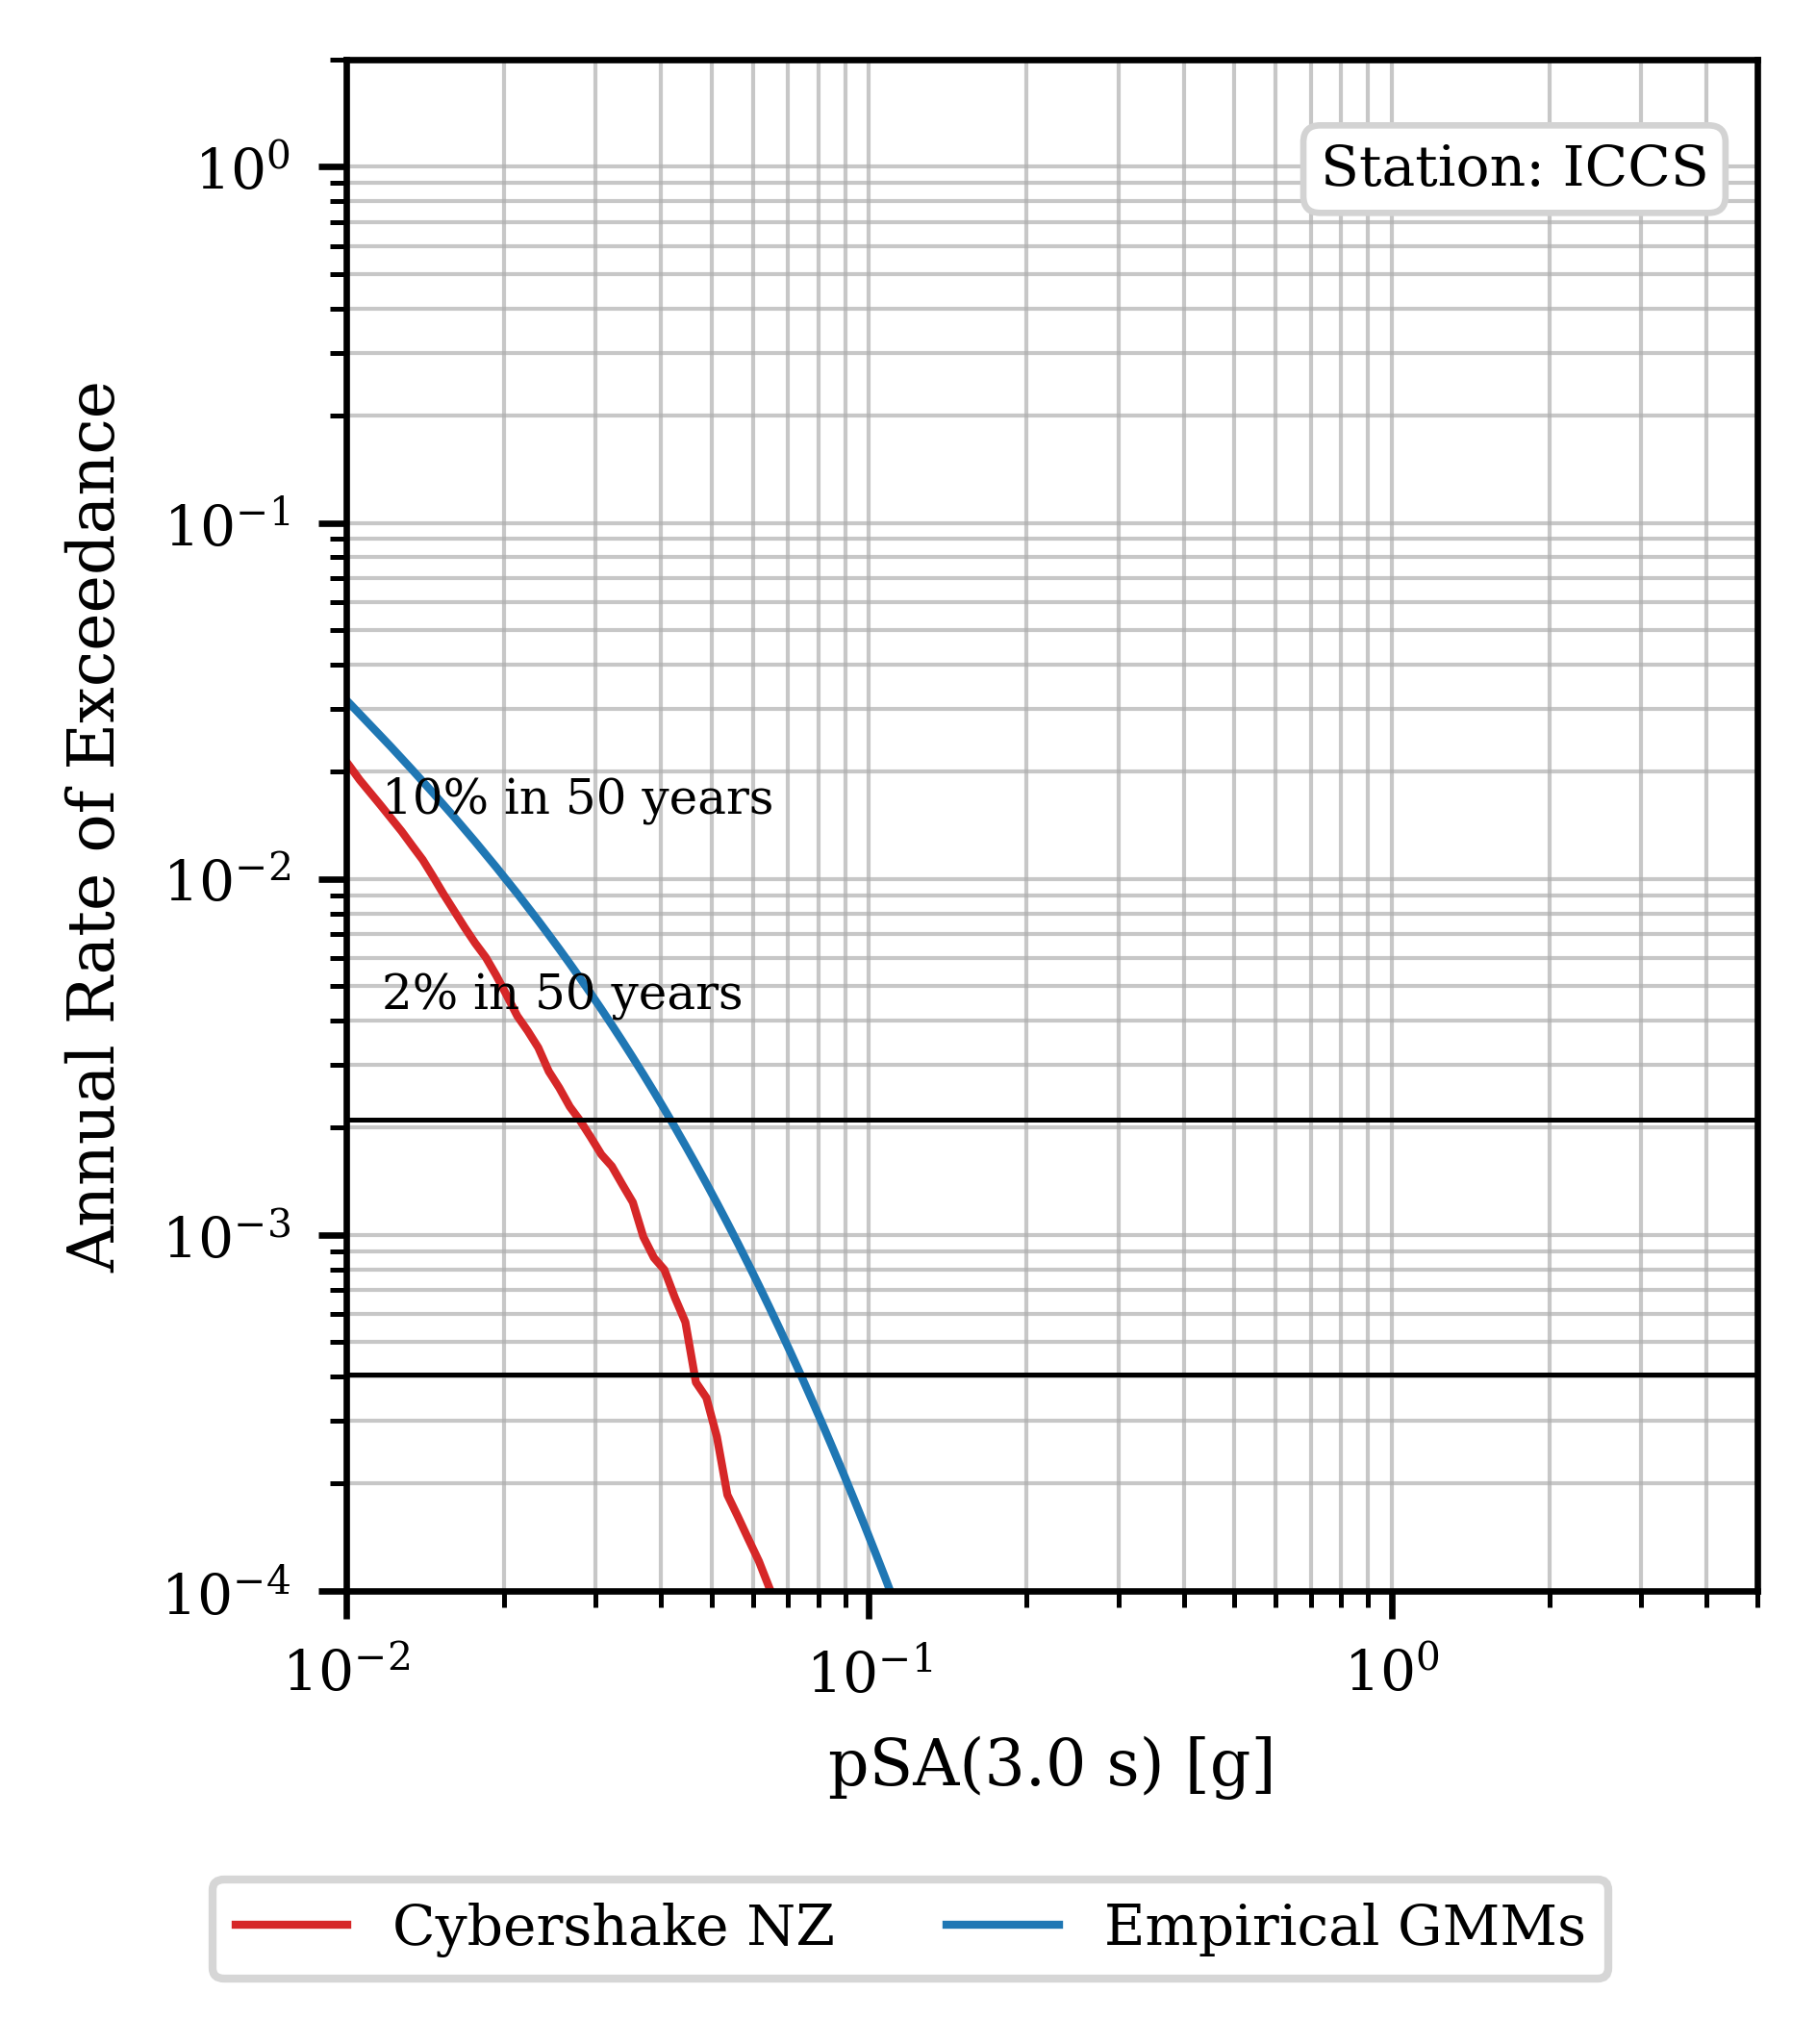 Station: ICCS
10⁰
10⁻¹
10⁻²
10⁻³
10⁻⁴
Annual Rate of Exceedance
10% in 50 years
2% in 50 years
10⁻²
10⁻¹
10⁰
pSA(3.0 s) [g]
Cybershake NZ
Empirical GMMs